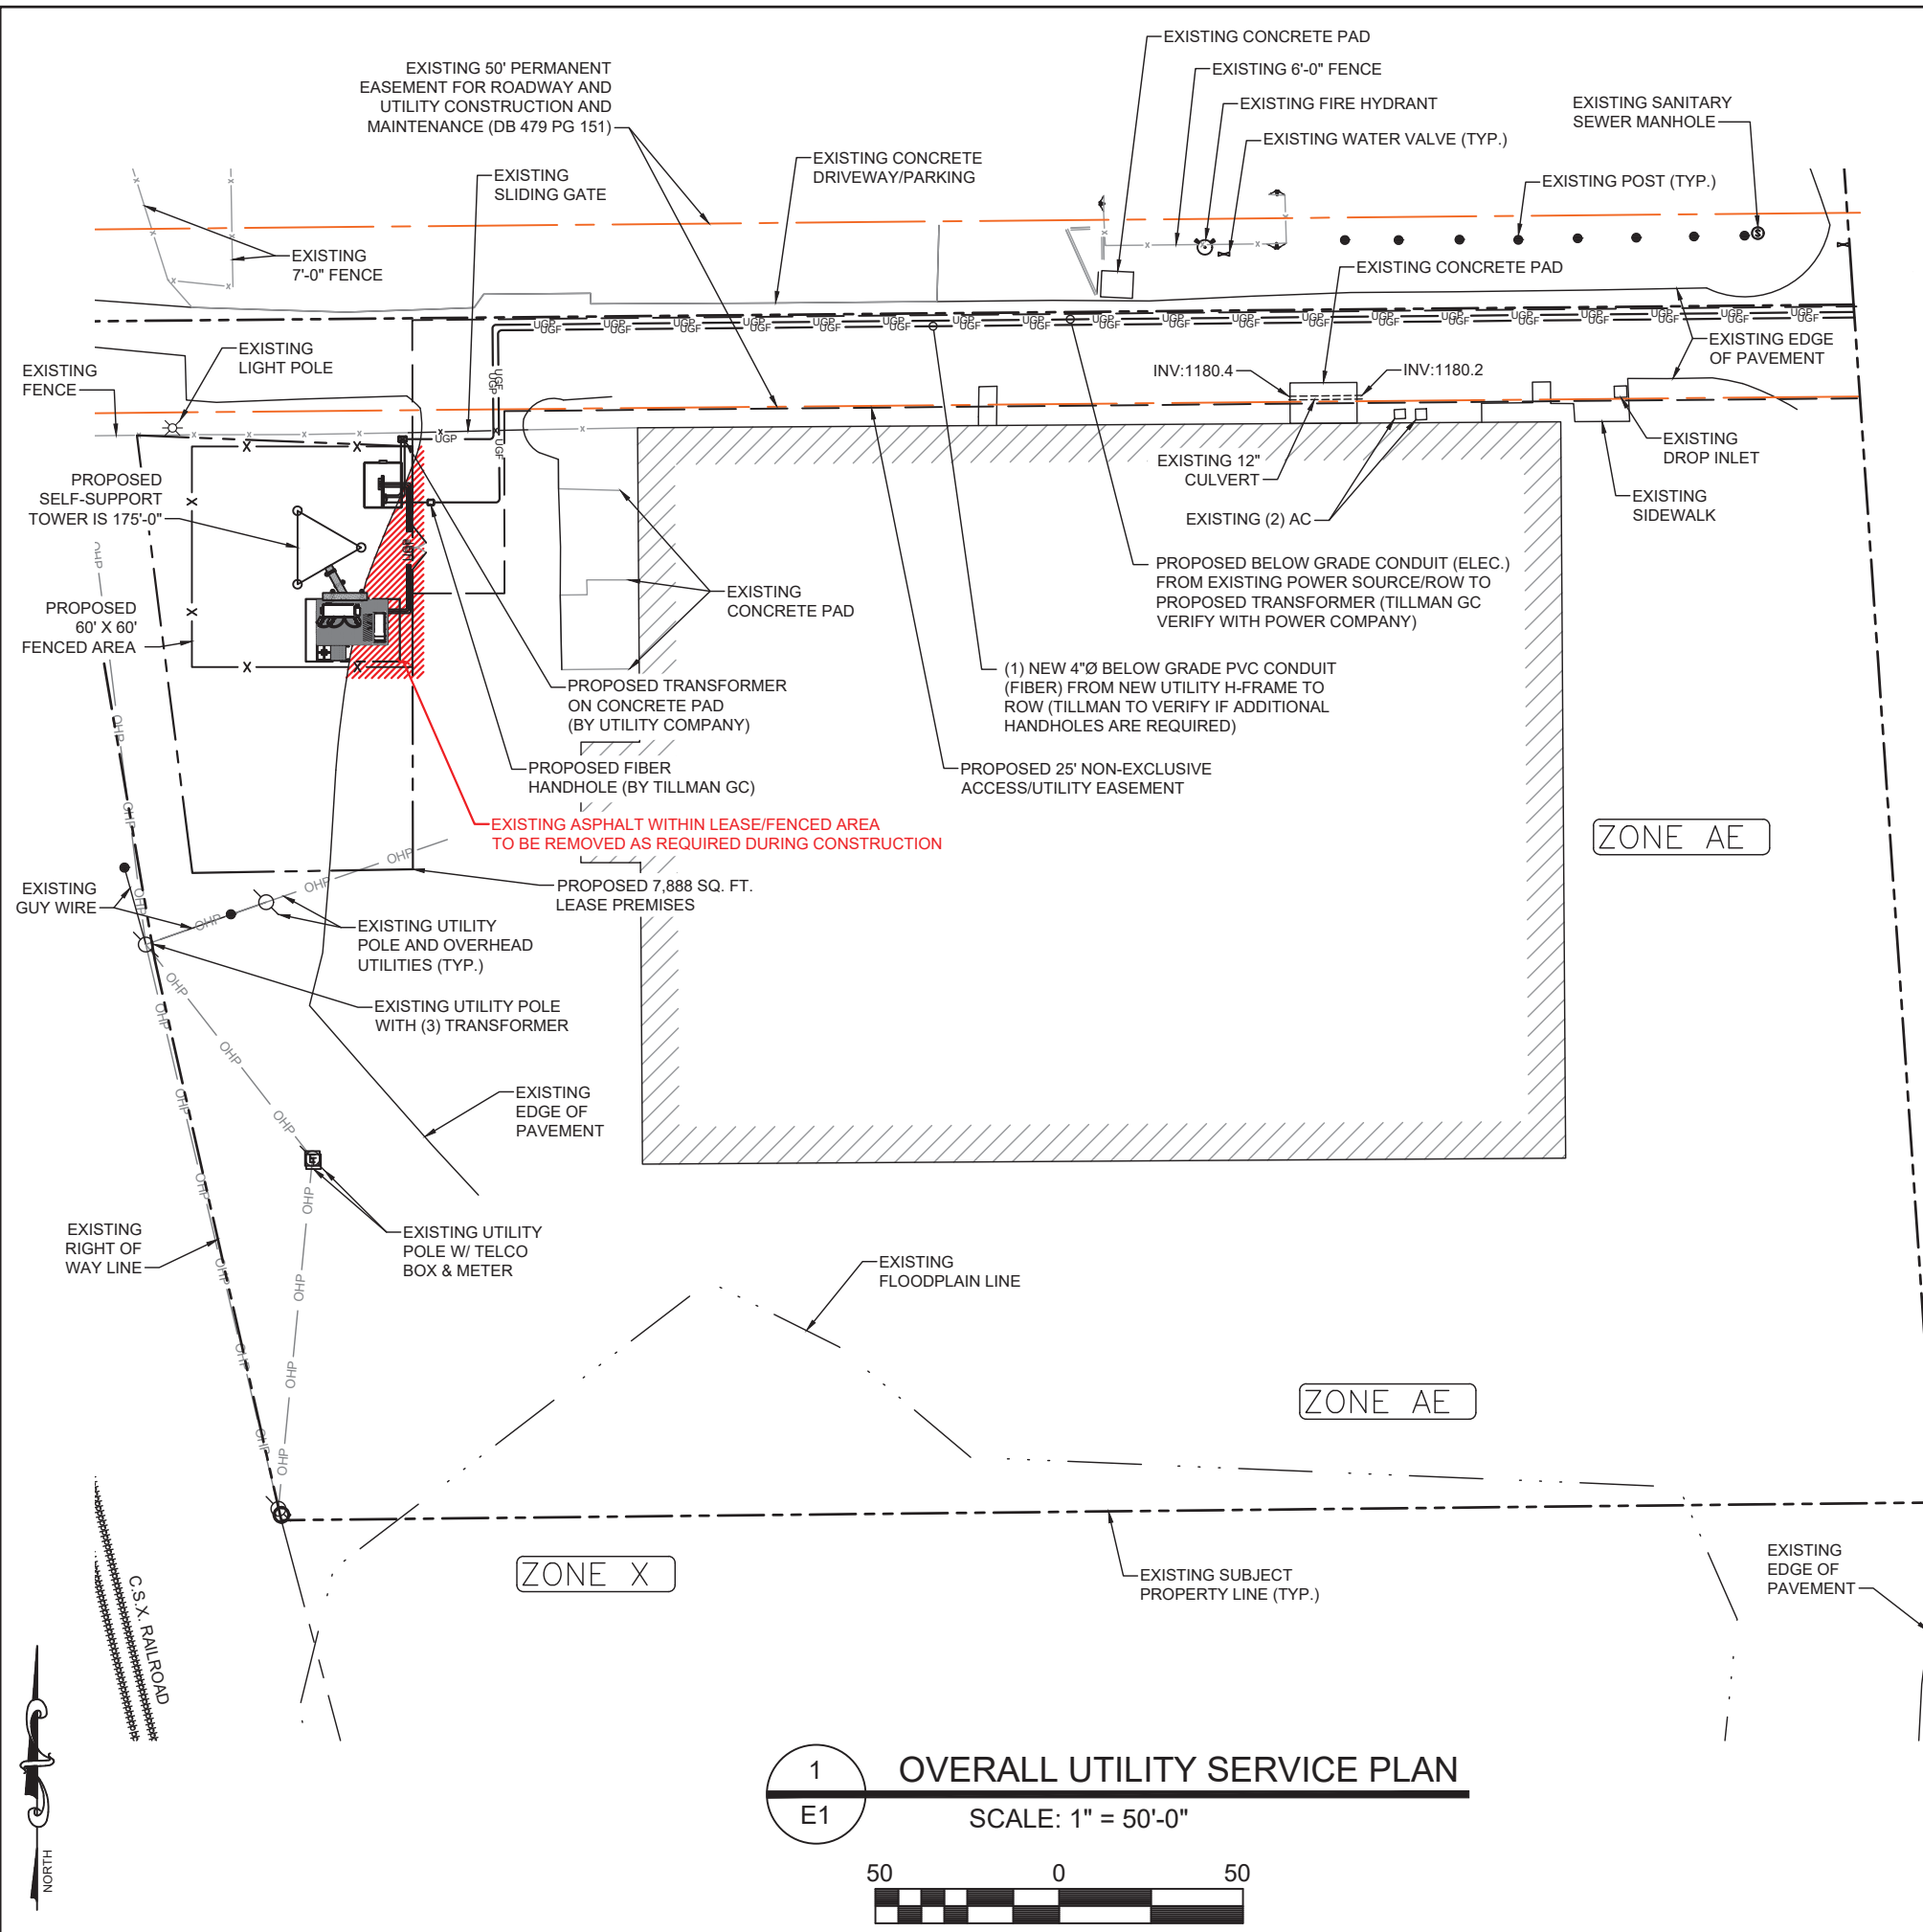 EXISTING CONCRETE PAD
EXISTING 50' PERMANENT
EASEMENT FOR ROADWAY AND
UTILITY CONSTRUCTION AND
MAINTENANCE (DB 479 PG 151)
EXISTING 6'-0" FENCE
EXISTING FIRE HYDRANT
EXISTING WATER VALVE (TYP.)
EXISTING SANITARY
SEWER MANHOLE
EXISTING CONCRETE
DRIVEWAY/PARKING
EXISTING
SLIDING GATE
EXISTING POST (TYP.)
EXISTING
7'-0" FENCE
EXISTING CONCRETE PAD
EXISTING
LIGHT POLE
EXISTING
FENCE
INV:1180.4
INV:1180.2
EXISTING EDGE
OF PAVEMENT
EXISTING
DROP INLET
EXISTING 12"
CULVERT
EXISTING
SIDEWALK
EXISTING (2) AC
PROPOSED
SELF-SUPPORT
TOWER IS 175'-0"
PROPOSED
60' X 60'
FENCED AREA
EXISTING
CONCRETE PAD
PROPOSED BELOW GRADE CONDUIT (ELEC.)
FROM EXISTING POWER SOURCE/ROW TO
PROPOSED TRANSFORMER (TILLMAN GC
VERIFY WITH POWER COMPANY)
(1) NEW 4"Ø BELOW GRADE PVC CONDUIT
(FIBER) FROM NEW UTILITY H-FRAME TO
ROW (TILLMAN TO VERIFY IF ADDITIONAL
HANDHOLES ARE REQUIRED)
PROPOSED TRANSFORMER
ON CONCRETE PAD
(BY UTILITY COMPANY)
PROPOSED FIBER
HANDHOLE (BY TILLMAN GC)
PROPOSED 25' NON-EXCLUSIVE
ACCESS/UTILITY EASEMENT
EXISTING ASPHALT WITHIN LEASE/FENCED AREA
TO BE REMOVED AS REQUIRED DURING CONSTRUCTION
ZONE AE
PROPOSED 7,888 SQ. FT.
LEASE PREMISES
EXISTING
GUY WIRE
EXISTING UTILITY
POLE AND OVERHEAD
UTILITIES (TYP.)
EXISTING UTILITY POLE
WITH (3) TRANSFORMER
EXISTING
EDGE OF
PAVEMENT
EXISTING
RIGHT OF
WAY LINE
EXISTING UTILITY
POLE W/ TELCO
BOX & METER
EXISTING
FLOODPLAIN LINE
ZONE AE
ZONE X
EXISTING SUBJECT
PROPERTY LINE (TYP.)
EXISTING
EDGE OF
PAVEMENT
C.S.X. RAILROAD
NORTH
1
E1
OVERALL UTILITY SERVICE PLAN
SCALE: 1" = 50'-0"
50 0 50